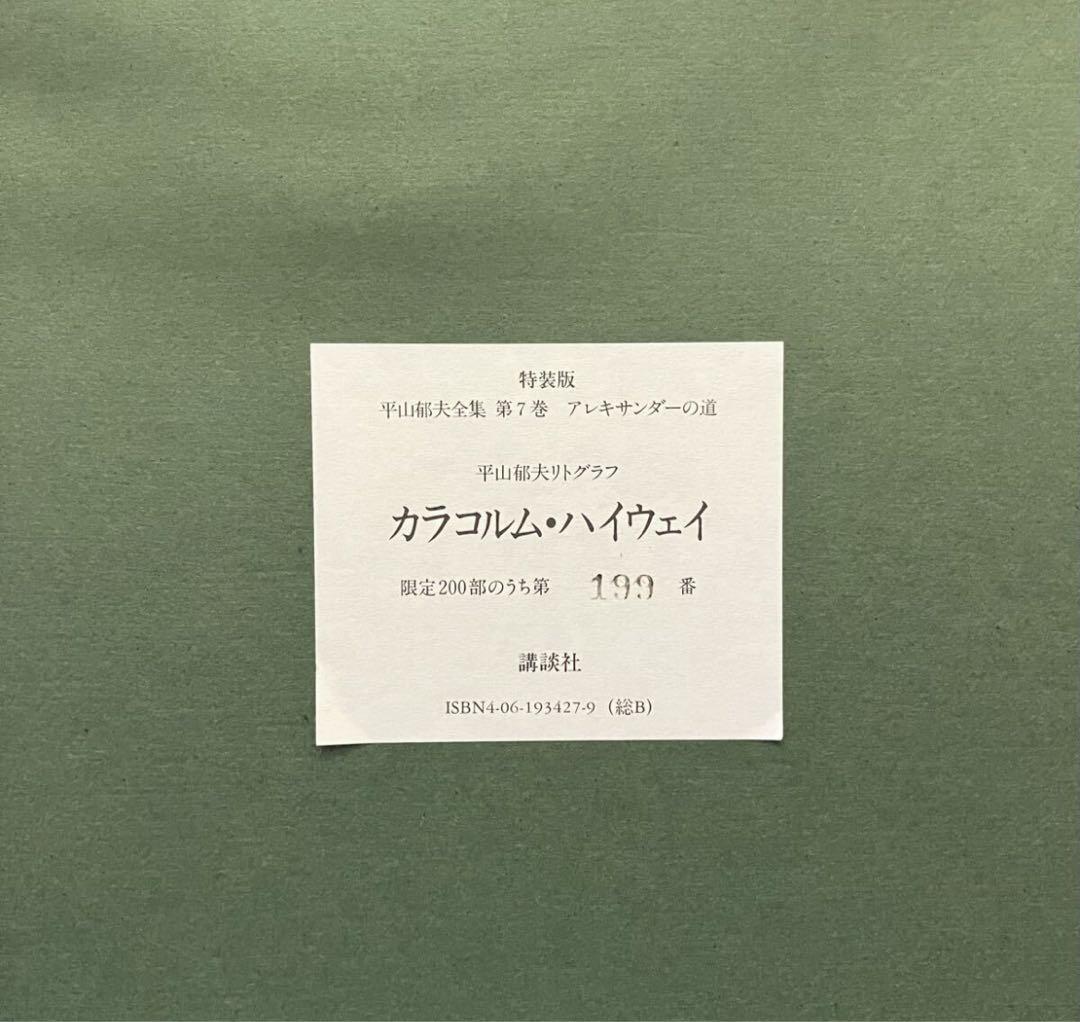 特装版
平山郁夫全集 第7巻　アレキサンダーの道
平山郁夫リトグラフ
カラコルム・ハイウェイ
限定200部のうち第　199　番
講談社
ISBN4-06-193427-9（総B）